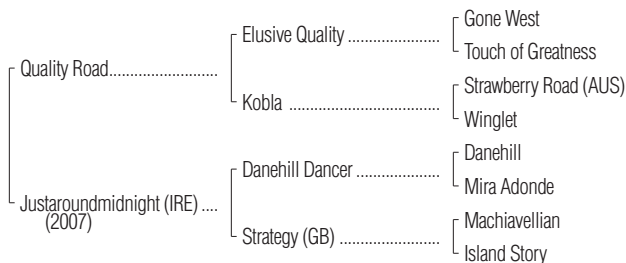 Gone West
Elusive Quality ......................
Touch of Greatness
Quality Road..........................
Strawberry Road (AUS)
Kobla ....................................
Winglet
Danehill
Danehill Dancer ....................
Mira Adonde
Justaroundmidnight (IRE) ....
(2007)
Machiavellian
Strategy (GB) ........................
Island Story